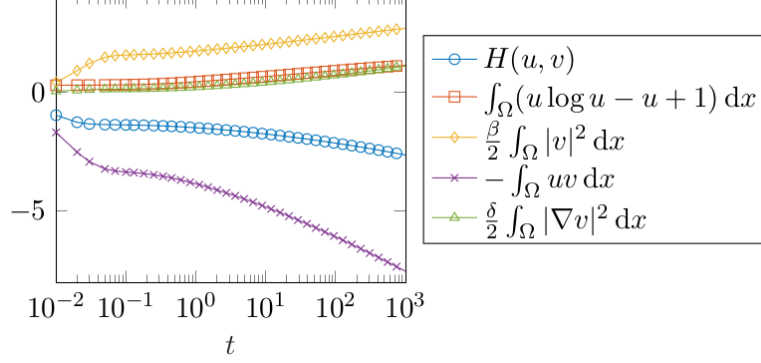 0
−5
10^{−2} 10^{−1} 10^{0} 10^{1} 10^{2} 10^{3}
t
H(u, v)
∫_Ω(u log u − u + 1) dx
β/2 ∫_Ω |v|² dx
− ∫_Ω uv dx
δ/2 ∫_Ω |∇v|² dx